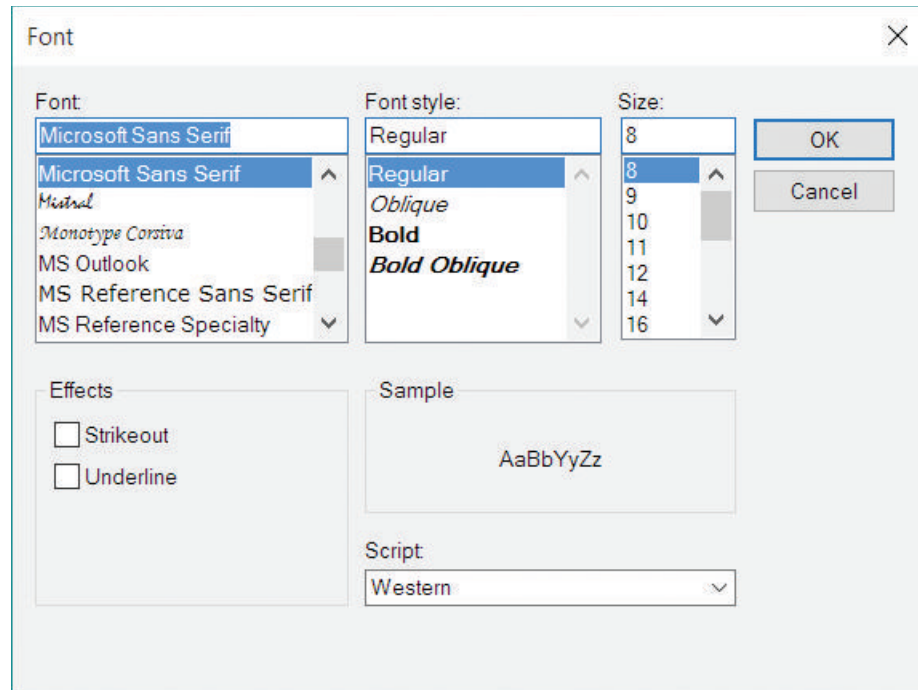 Font
Font:
Microsoft Sans Serif
Microsoft Sans Serif
Mistral
Monotype Corsiva
MS Outlook
MS Reference Sans Serif
MS Reference Specialty
Font style:
Regular
Regular
Oblique
Bold
Bold Oblique
Size:
8
8
9
10
11
12
14
16
OK
Cancel
Effects
Strikeout
Underline
Sample
AaBbYyZz
Script:
Western